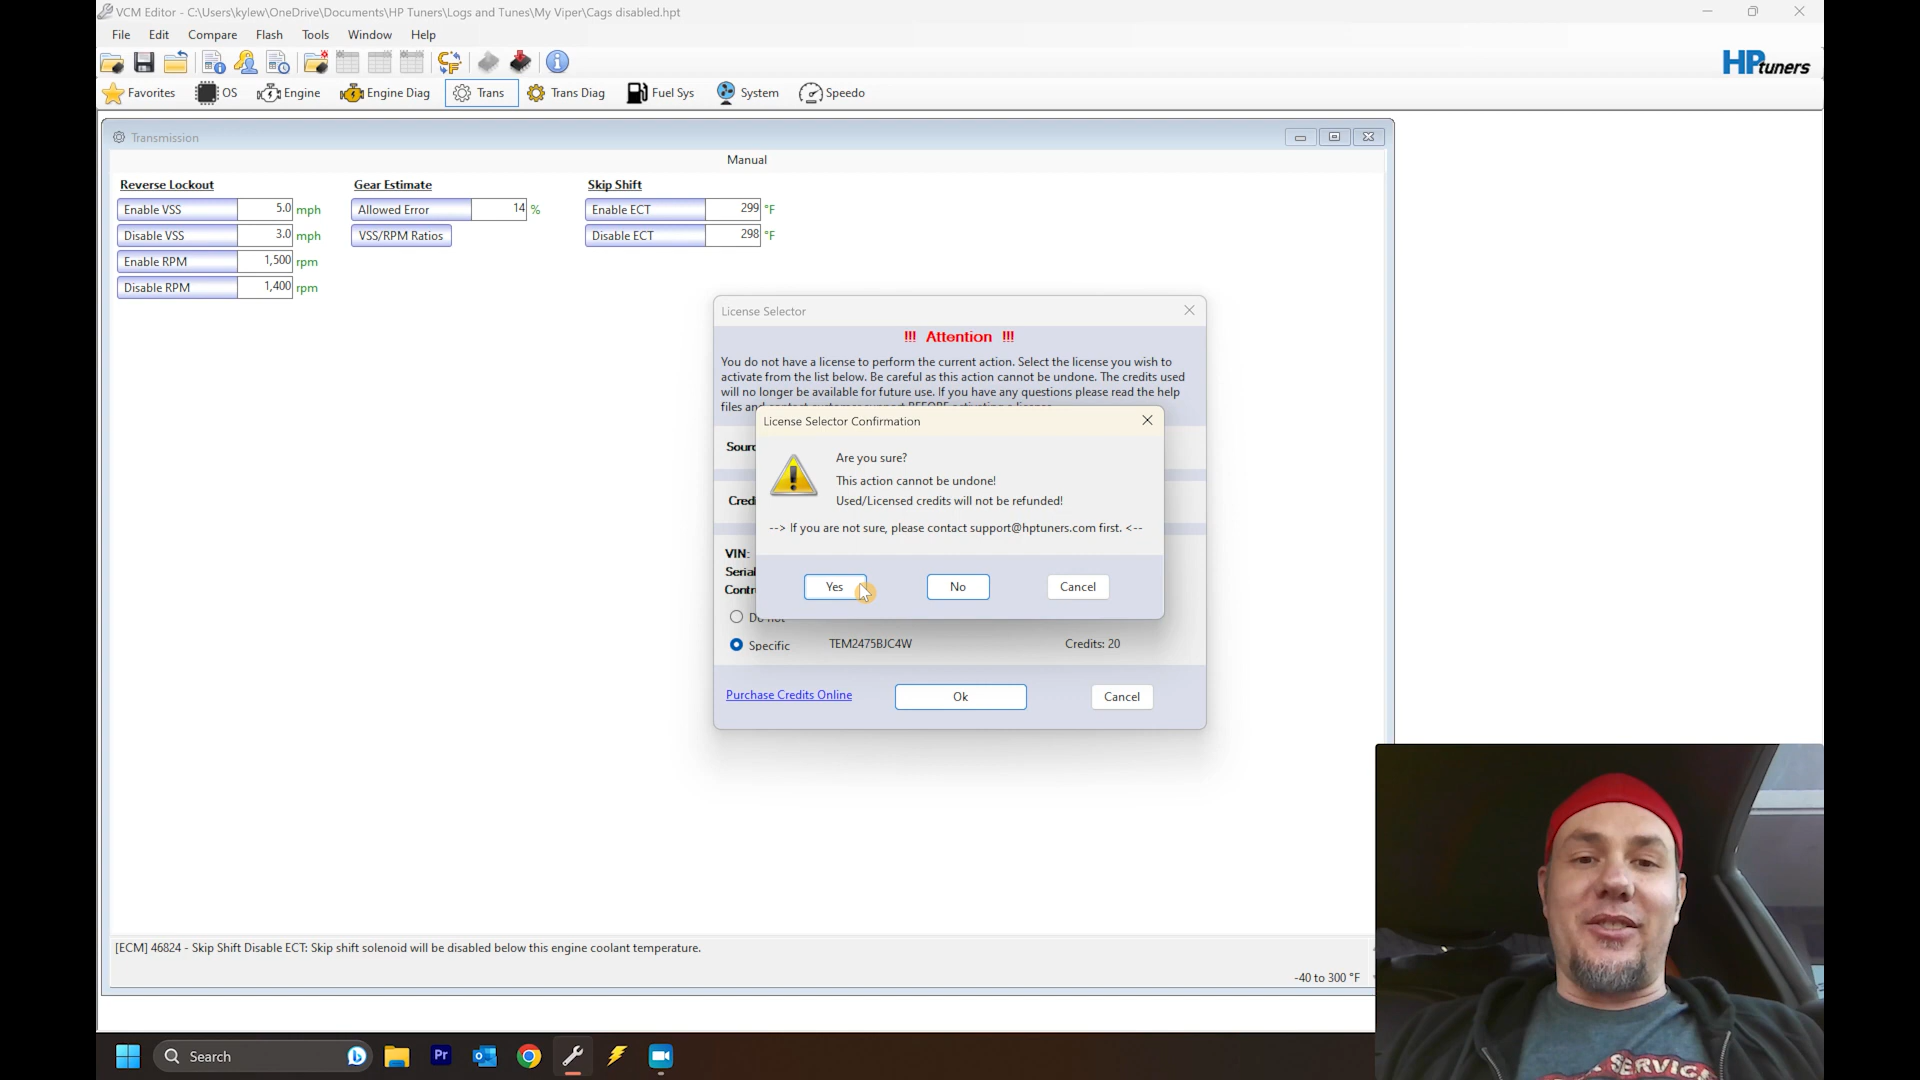 VCM Editor - C:\Users\kylew\OneDrive\Documents\HP Tuners\Logs and Tunes\My Viper\Cags disabled.hpt
File Edit Compare Flash Tools Window Help
HPtuners
Favorites OS Engine Engine Diag Trans Trans Diag Fuel Sys System Speedo
Transmission
Manual
Reverse Lockout Gear Estimate Skip Shift
Enable VSS 5.0 mph Allowed Error 14 % Enable ECT 299 °F
Disable VSS 3.0 mph VSS/RPM Ratios Disable ECT 298 °F
Enable RPM 1,500 rpm
Disable RPM 1,400 rpm
License Selector
!!! Attention !!!
You do not have a license to perform the current action. Select the license you wish to
activate from the list below. Be careful as this action cannot be undone. The credits used
will no longer be available for future use. If you have any questions please read the help
files
License Selector Confirmation
Are you sure?
This action cannot be undone!
Used/Licensed credits will not be refunded!
--> If you are not sure, please contact support@hptuners.com first. <--
Yes No Cancel
VIN:
Specific TEM2475BJC4W Credits: 20
Purchase Credits Online Ok Cancel
[ECM] 46824 - Skip Shift Disable ECT: Skip shift solenoid will be disabled below this engine coolant temperature.
-40 to 300 °F
Search
Pr
SERVICE